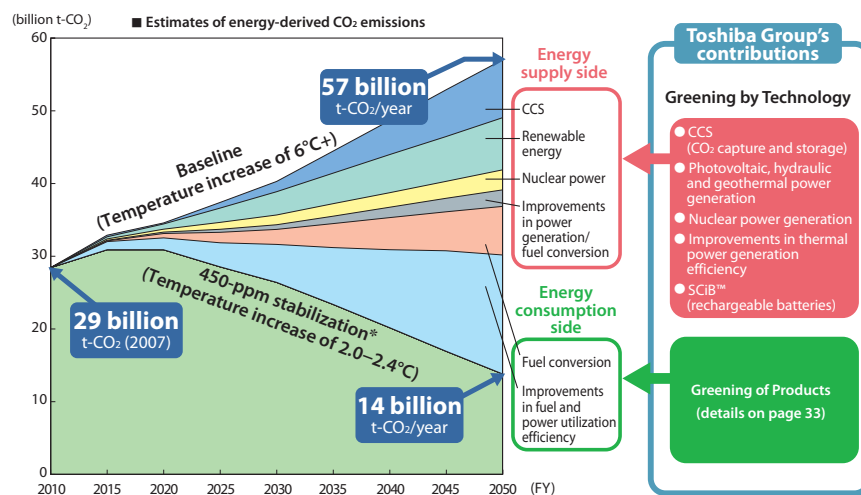 (billion t-CO2)
■ Estimates of energy-derived CO2 emissions
60
50
40
30
20
10
0
2010 2015 2020 2025 2030 2035 2040 2045 2050 (FY)
57 billion
t-CO2/year
Baseline
(Temperature increase of 6°C+)
450-ppm stabilization*
(Temperature increase of 2.0–2.4°C)
29 billion
t-CO2 (2007)
14 billion
t-CO2/year
Energy
supply side
CCS
Renewable
energy
Nuclear power
Improvements
in power
generation/
fuel conversion
Energy
consumption
side
Fuel conversion
Improvements
in fuel and
power utilization
efficiency
Toshiba Group's
contributions
Greening by Technology
● CCS
(CO2 capture and storage)
● Photovoltaic, hydraulic
and geothermal power
generation
● Nuclear power generation
● Improvements in thermal
power generation
efficiency
● SCiB™
(rechargeable batteries)
Greening of Products
(details on page 33)